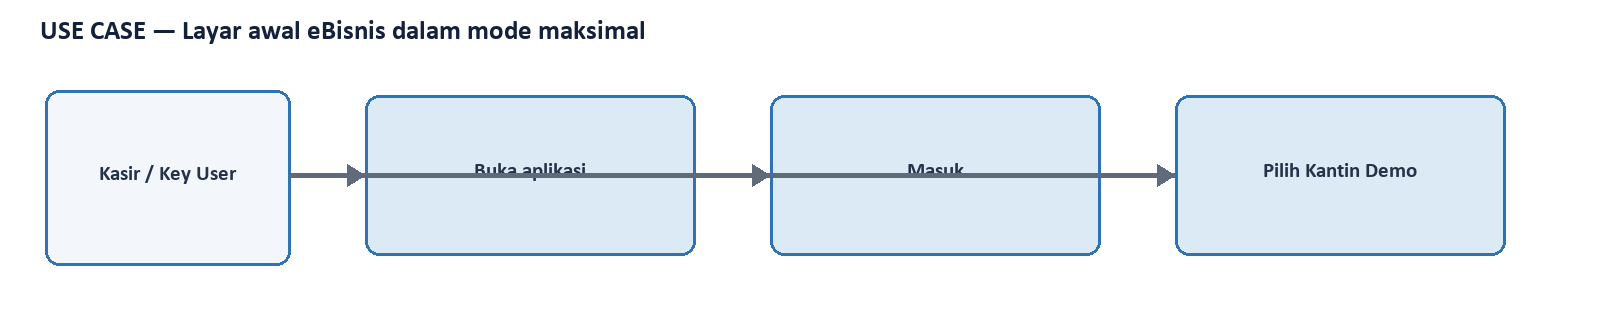 USE CASE — Layar awal eBisnis dalam mode maksimal
Kasir / Key User
Buka aplikasi
Masuk
Pilih Kantin Demo